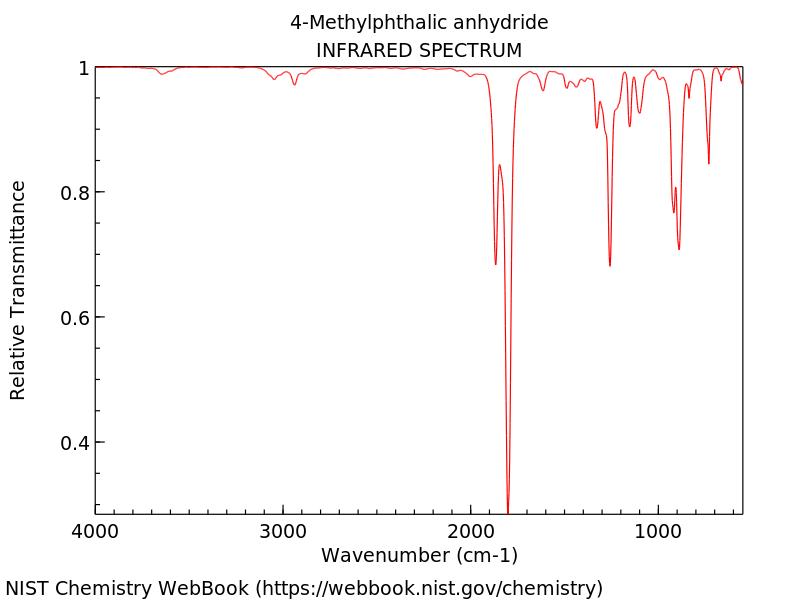 4-Methylphthalic anhydride
INFRARED SPECTRUM
1
0.8
0.6
0.4
Relative Transmittance
4000 3000 2000 1000
Wavenumber (cm-1)
NIST Chemistry WebBook (https://webbook.nist.gov/chemistry)